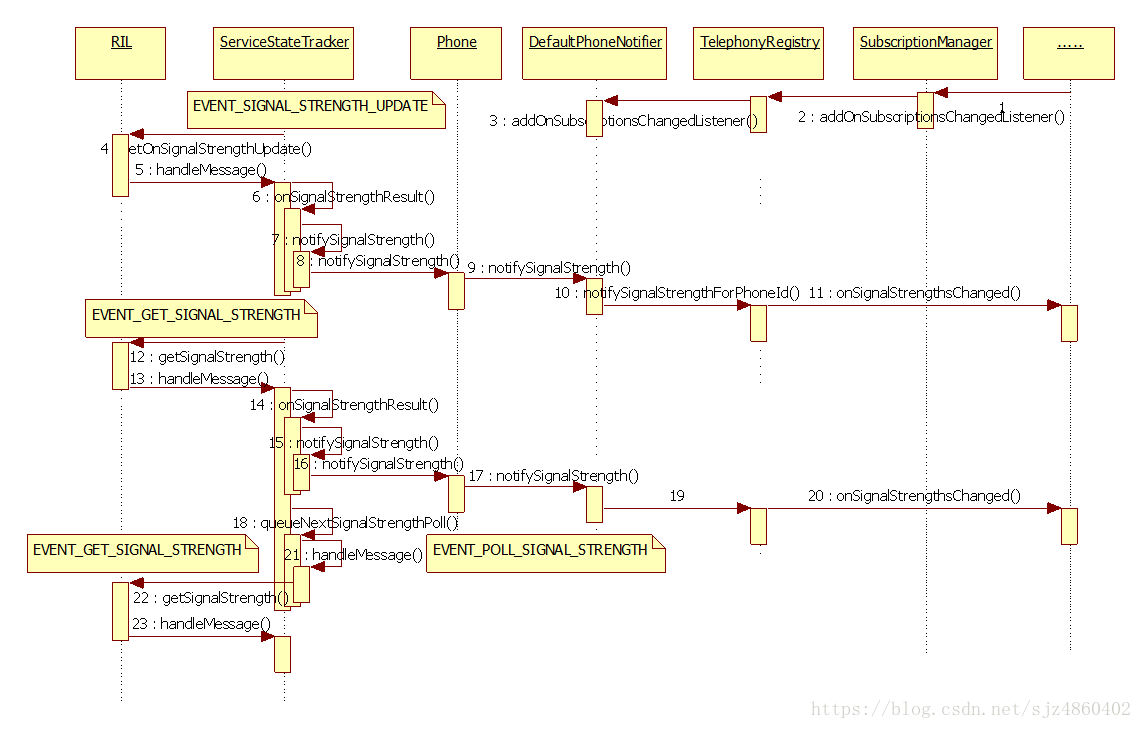 RIL
ServiceStateTracker
Phone
DefaultPhoneNotifier
TelephonyRegistry
SubscriptionManager
.....
EVENT_SIGNAL_STRENGTH_UPDATE
1
2 : addOnSubscriptionsChangedListener()
3 : addOnSubscriptionsChangedListener()
4 etOnSignalStrengthUpdate()
5 : handleMessage()
6 : onSignalStrengthResult()
7 : notifySignalStrength()
8 : notifySignalStrength()
9 : notifySignalStrength()
10 : notifySignalStrengthForPhoneId()
11 : onSignalStrengthsChanged()
EVENT_GET_SIGNAL_STRENGTH
12 : getSignalStrength()
13 : handleMessage()
14 : onSignalStrengthResult()
15 : notifySignalStrength()
16 : notifySignalStrength()
17 : notifySignalStrength()
19
20 : onSignalStrengthsChanged()
18 : queueNextSignalStrengthPoll()
EVENT_GET_SIGNAL_STRENGTH
21 : handleMessage()
EVENT_POLL_SIGNAL_STRENGTH
22 : getSignalStrength()
23 : handleMessage()
https://blog.csdn.net/sjz4860402